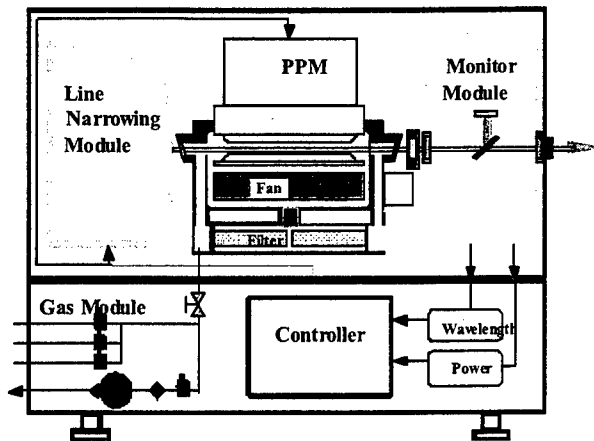 PPM
Monitor
Module
Line
Narrowing
Module
Fan
Filter
Gas Module
Controller
Wavelength
Power